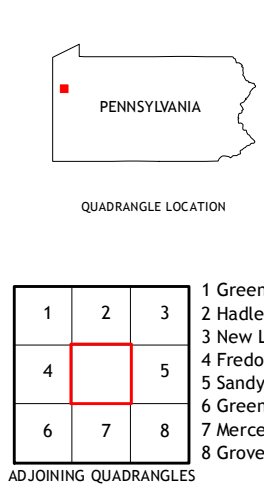 PENNSYLVANIA
QUADRANGLE LOCATION
1 2 3
4 5
6 7 8
1 Green
2 Hadle
3 New L
4 Fredo
5 Sandy
6 Green
7 Merce
8 Grove
ADJOINING QUADRANGLES